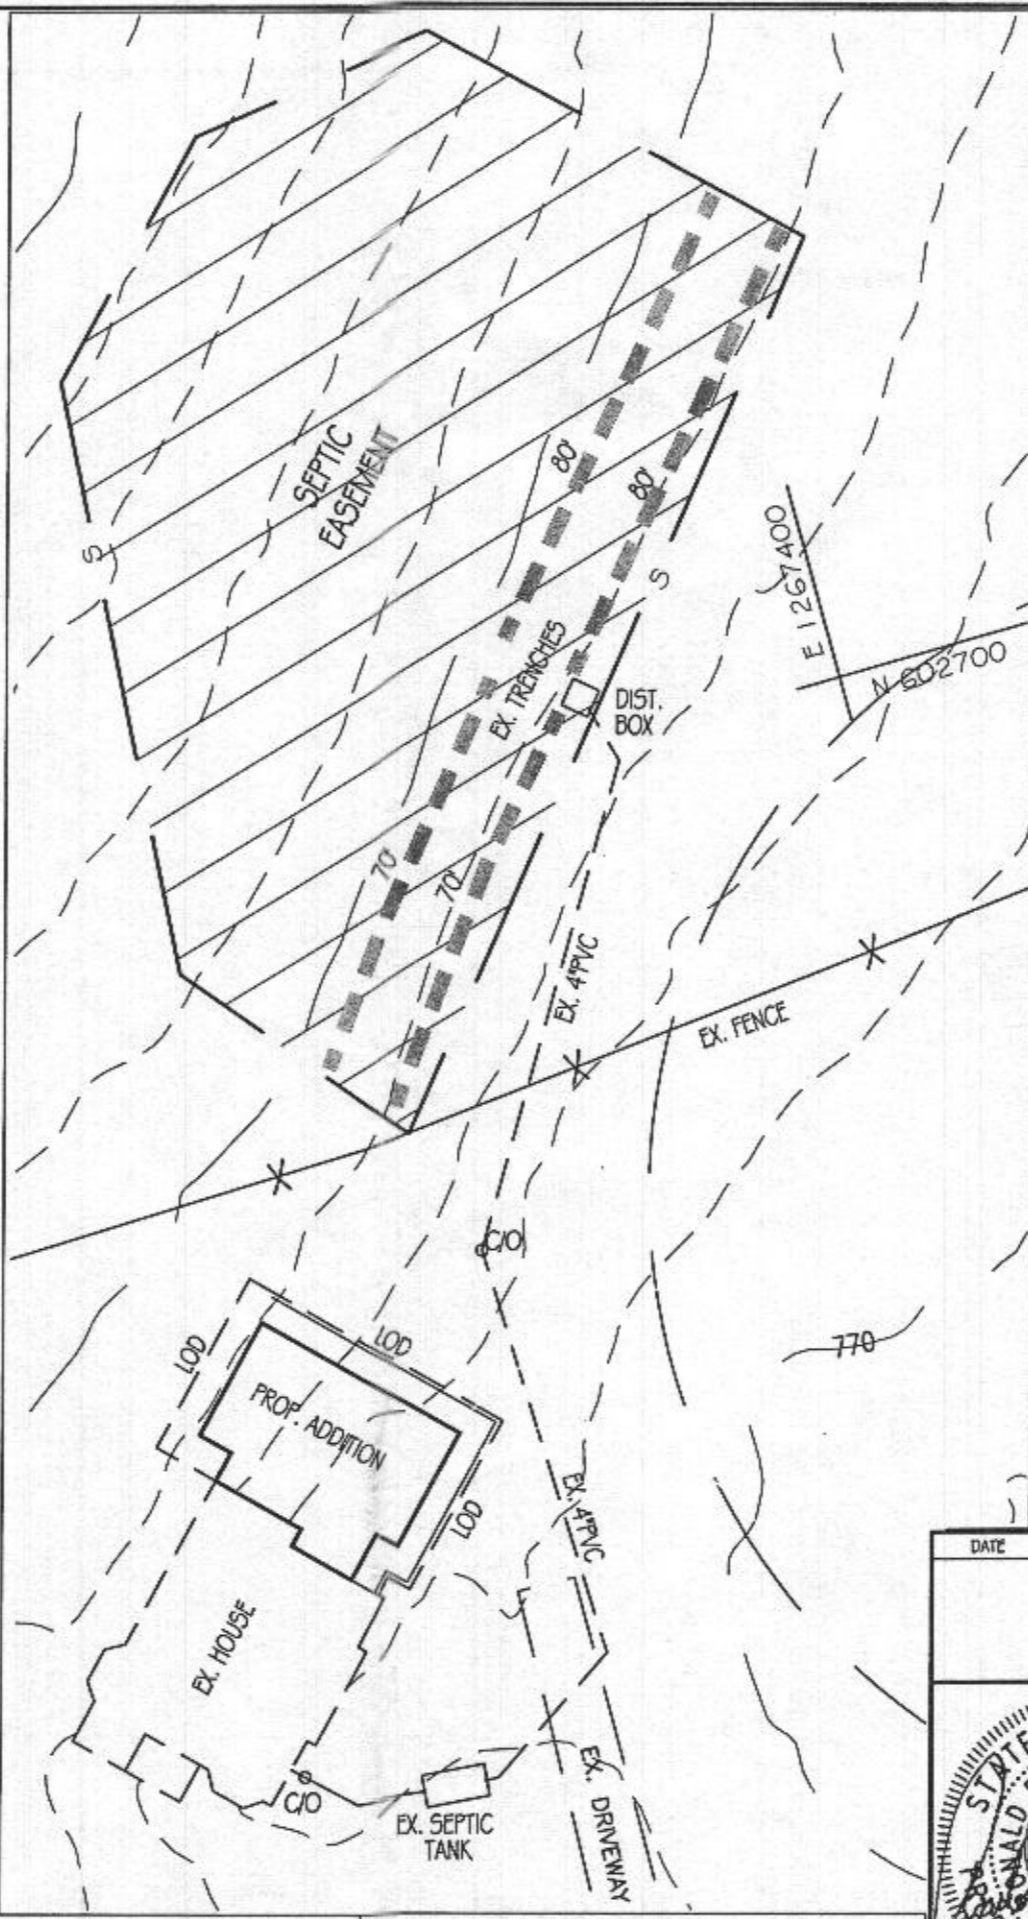 SEPTIC
EASEMENT
S
80'
80'
S
E 1267400
N 602700
EX. TRENCHES
DIST.
BOX
70'
70'
EX. 4"PVC
EX. FENCE
C/O
LOD
LOD
770
PROP. ADDITION
LOD
EX. 4"PVC
EX. HOUSE
DATE
C/O
EX. SEPTIC
TANK
EX. DRIVEWAY
STATE